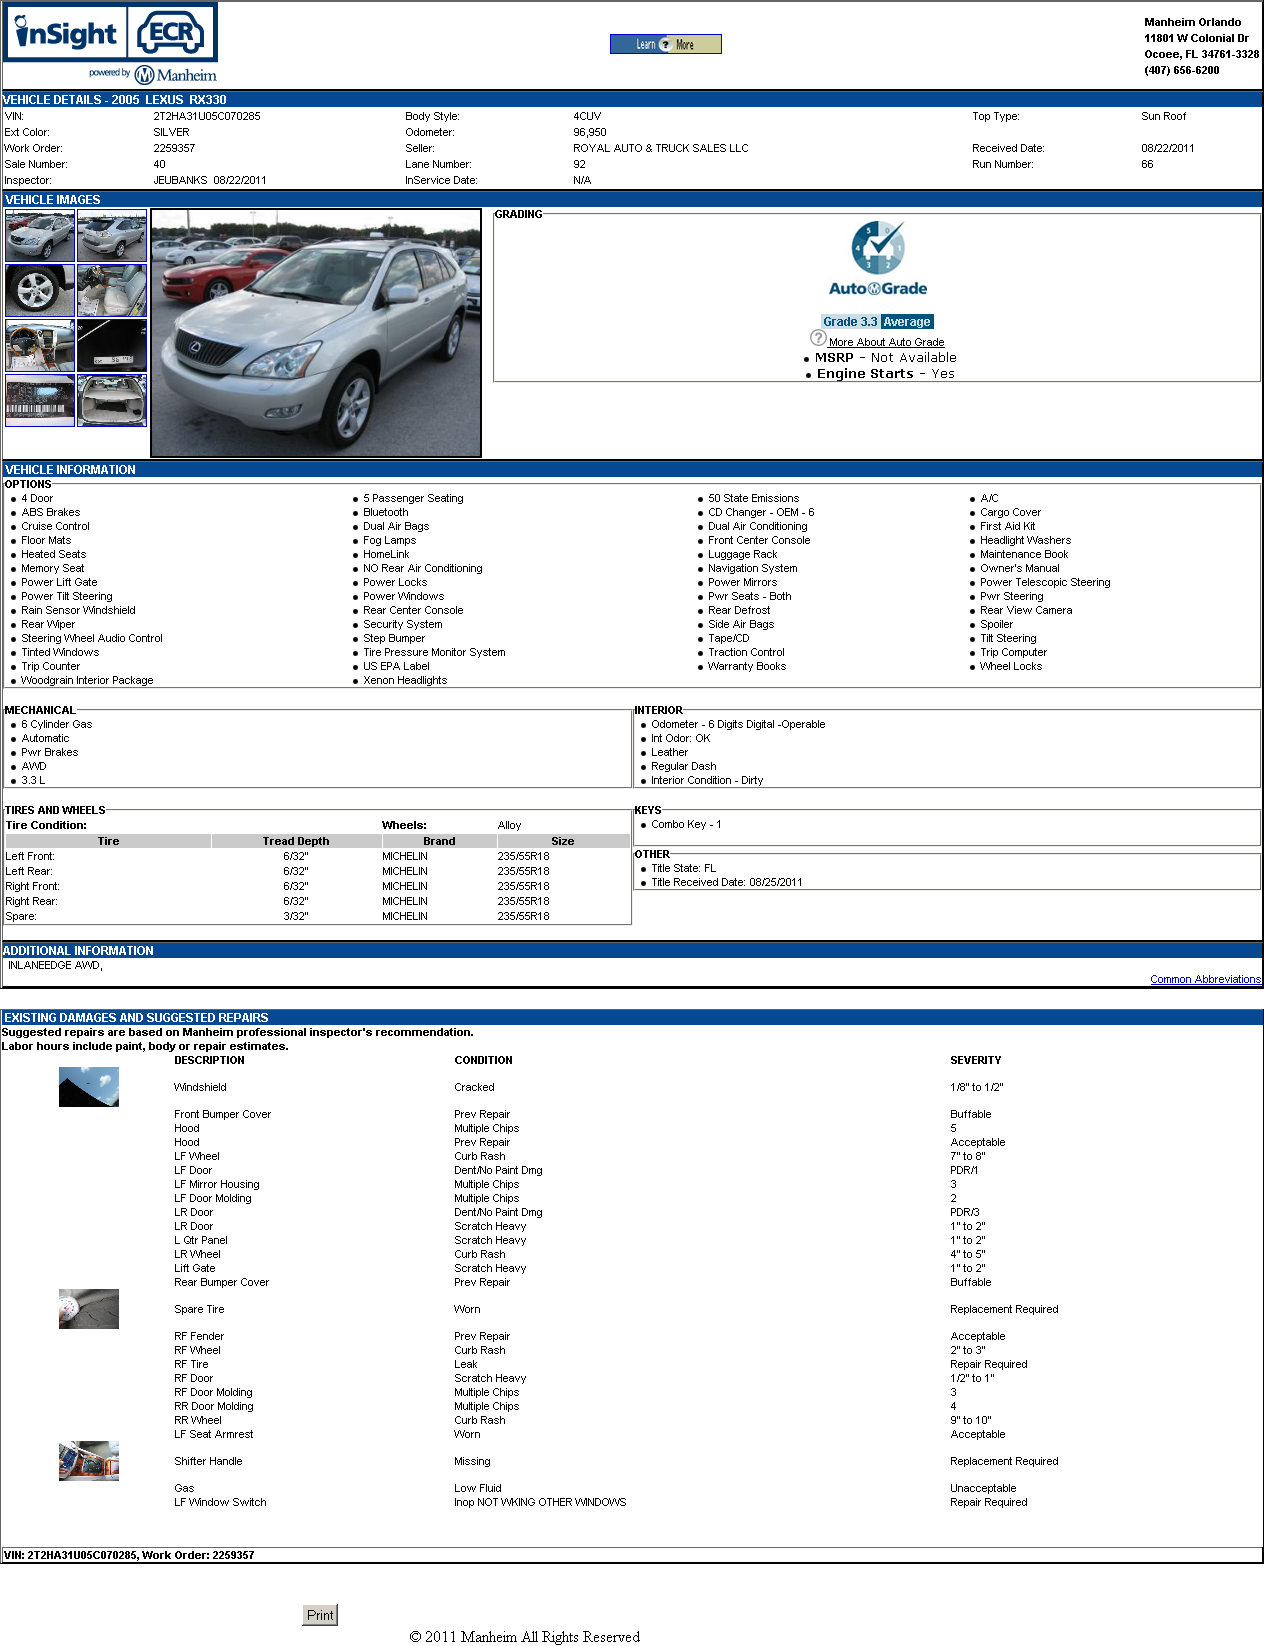 inSight ECR
powered by Manheim
Learn ? More
Manheim Orlando
11801 W Colonial Dr
Ocoee, FL 34761-3328
(407) 656-6200
VEHICLE DETAILS - 2005 LEXUS RX330
VIN: 2T2HA31U05C070285 Body Style: 4CUV Top Type: Sun Roof
Ext Color: SILVER Odometer: 96,950
Work Order: 2259357 Seller: ROYAL AUTO & TRUCK SALES LLC Received Date: 08/22/2011
Sale Number: 40 Lane Number: 92 Run Number: 66
Inspector: JEUBANKS 08/22/2011 InService Date: N/A
VEHICLE IMAGES
GRADING
5 0 1 2 3 4
AutoGrade
Grade 3.3 Average
? More About Auto Grade
MSRP - Not Available
Engine Starts - Yes
VEHICLE INFORMATION
OPTIONS
4 Door 5 Passenger Seating 50 State Emissions A/C
ABS Brakes Bluetooth CD Changer - OEM - 6 Cargo Cover
Cruise Control Dual Air Bags Dual Air Conditioning First Aid Kit
Floor Mats Fog Lamps Front Center Console Headlight Washers
Heated Seats HomeLink Luggage Rack Maintenance Book
Memory Seat NO Rear Air Conditioning Navigation System Owner's Manual
Power Lift Gate Power Locks Power Mirrors Power Telescopic Steering
Power Tilt Steering Power Windows Pwr Seats - Both Pwr Steering
Rain Sensor Windshield Rear Center Console Rear Defrost Rear View Camera
Rear Wiper Security System Side Air Bags Spoiler
Steering Wheel Audio Control Step Bumper Tape/CD Tilt Steering
Tinted Windows Tire Pressure Monitor System Traction Control Trip Computer
Trip Counter US EPA Label Warranty Books Wheel Locks
Woodgrain Interior Package Xenon Headlights
MECHANICAL
6 Cylinder Gas
Automatic
Pwr Brakes
AWD
3.3 L
INTERIOR
Odometer - 6 Digits Digital -Operable
Int Odor: OK
Leather
Regular Dash
Interior Condition - Dirty
TIRES AND WHEELS
Tire Condition: Wheels: Alloy
Tire Tread Depth Brand Size
Left Front: 6/32" MICHELIN 235/55R18
Left Rear: 6/32" MICHELIN 235/55R18
Right Front: 6/32" MICHELIN 235/55R18
Right Rear: 6/32" MICHELIN 235/55R18
Spare: 3/32" MICHELIN 235/55R18
KEYS
Combo Key - 1
OTHER
Title State: FL
Title Received Date: 08/25/2011
ADDITIONAL INFORMATION
INLANEEDGE AWD,
Common Abbreviations
EXISTING DAMAGES AND SUGGESTED REPAIRS
Suggested repairs are based on Manheim professional inspector's recommendation.
Labor hours include paint, body or repair estimates.
DESCRIPTION CONDITION SEVERITY
Windshield Cracked 1/8" to 1/2"
Front Bumper Cover Prev Repair Buffable
Hood Multiple Chips 5
Hood Prev Repair Acceptable
LF Wheel Curb Rash 7" to 8"
LF Door Dent/No Paint Dmg PDR/1
LF Mirror Housing Multiple Chips 3
LF Door Molding Multiple Chips 2
LR Door Dent/No Paint Dmg PDR/3
LR Door Scratch Heavy 1" to 2"
L Qtr Panel Scratch Heavy 1" to 2"
LR Wheel Curb Rash 4" to 5"
Lift Gate Scratch Heavy 1" to 2"
Rear Bumper Cover Prev Repair Buffable
Spare Tire Worn Replacement Required
RF Fender Prev Repair Acceptable
RF Wheel Curb Rash 2" to 3"
RF Tire Leak Repair Required
RF Door Scratch Heavy 1/2" to 1"
RF Door Molding Multiple Chips 3
RR Door Molding Multiple Chips 4
RR Wheel Curb Rash 9" to 10"
LF Seat Armrest Worn Acceptable
Shifter Handle Missing Replacement Required
Gas Low Fluid Unacceptable
LF Window Switch Inop NOT WKING OTHER WINDOWS Repair Required
VIN: 2T2HA31U05C070285, Work Order: 2259357
Print
© 2011 Manheim All Rights Reserved